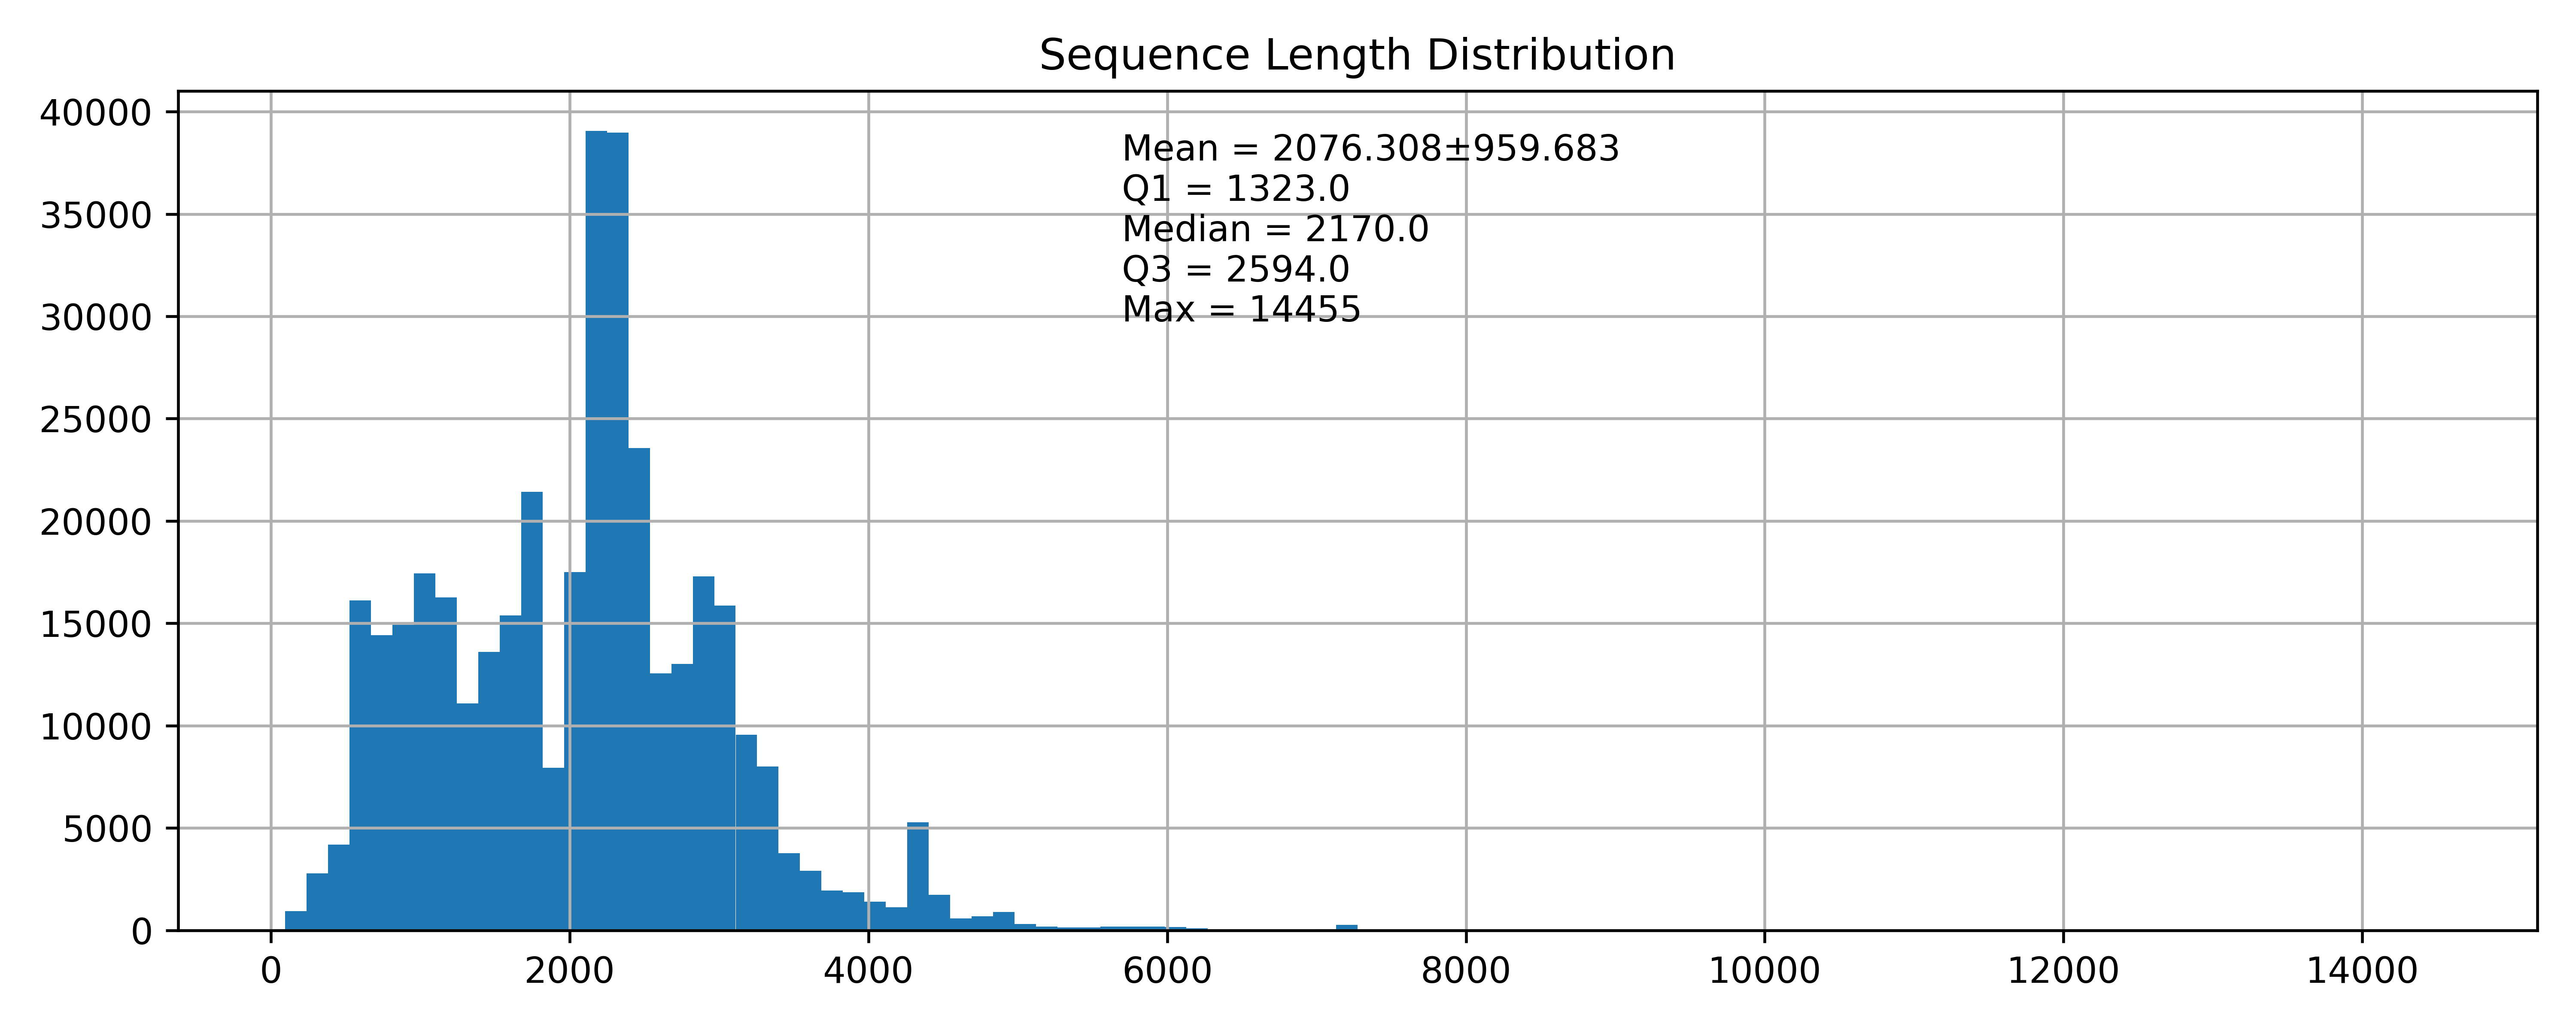 Sequence Length Distribution
40000
35000
30000
25000
20000
15000
10000
5000
0
Mean = 2076.308±959.683
Q1 = 1323.0
Median = 2170.0
Q3 = 2594.0
Max = 14455
0 2000 4000 6000 8000 10000 12000 14000